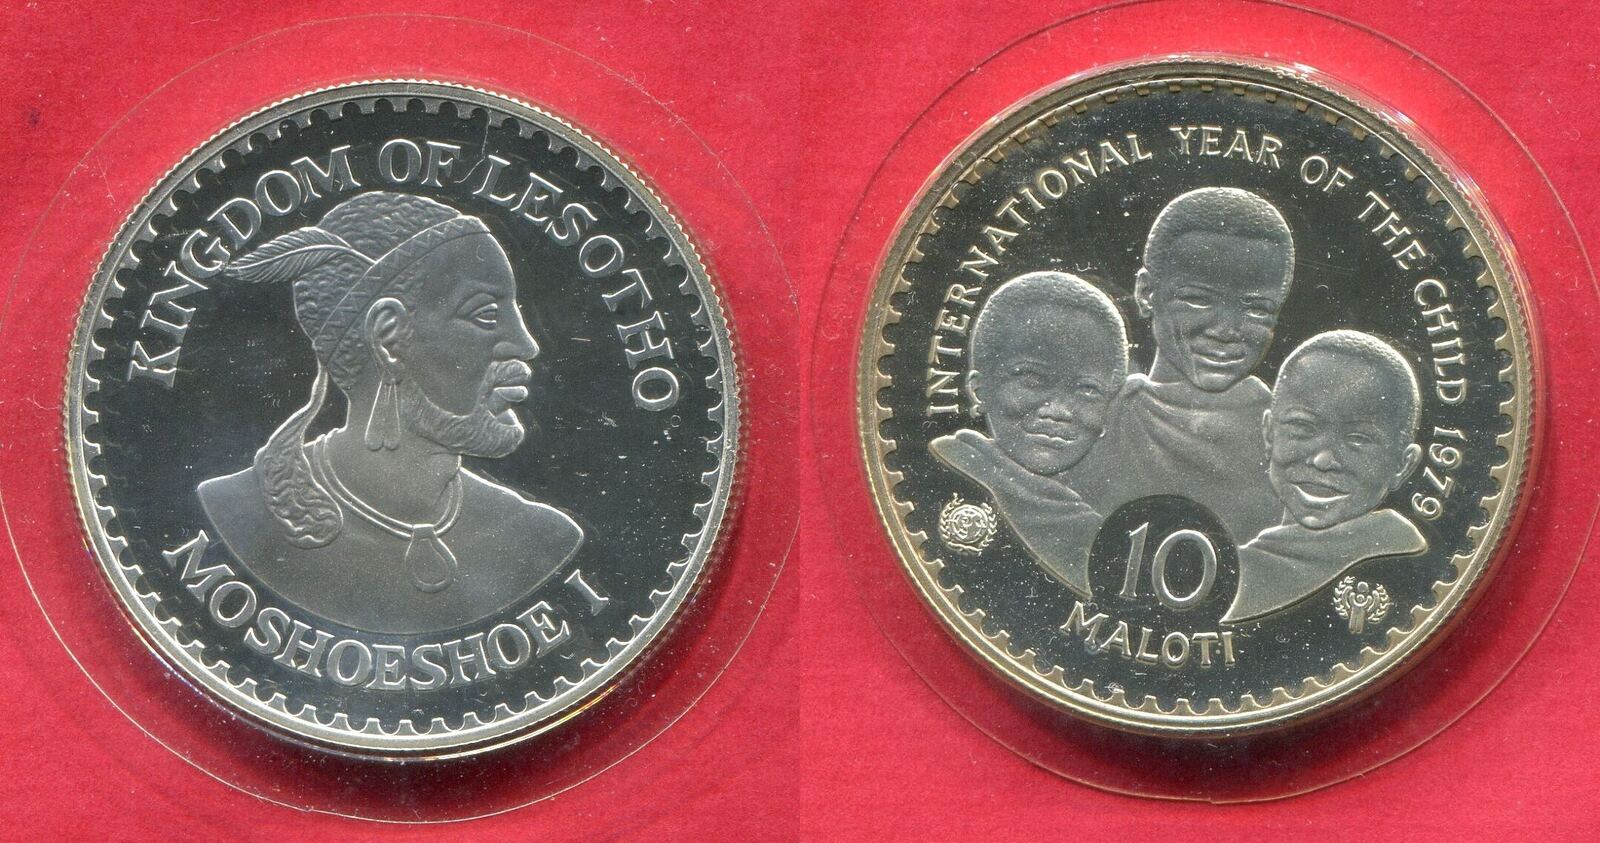 KINGDOM OF LESOTHO
MOSHOESHOE I
INTERNATIONAL YEAR OF THE CHILD 1979
10
MALOTI